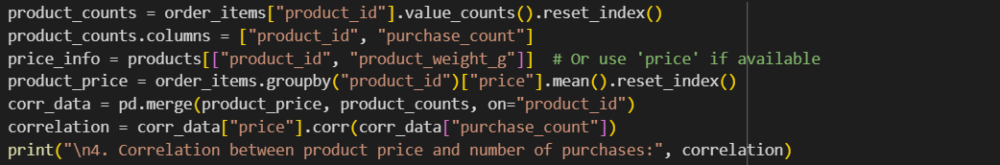 product_counts = order_items["product_id"].value_counts().reset_index()
product_counts.columns = ["product_id", "purchase_count"]
price_info = products[["product_id", "product_weight_g"]]  # Or use 'price' if available
product_price = order_items.groupby("product_id")["price"].mean().reset_index()
corr_data = pd.merge(product_price, product_counts, on="product_id")
correlation = corr_data["price"].corr(corr_data["purchase_count"])
print("\n4. Correlation between product price and number of purchases:", correlation)